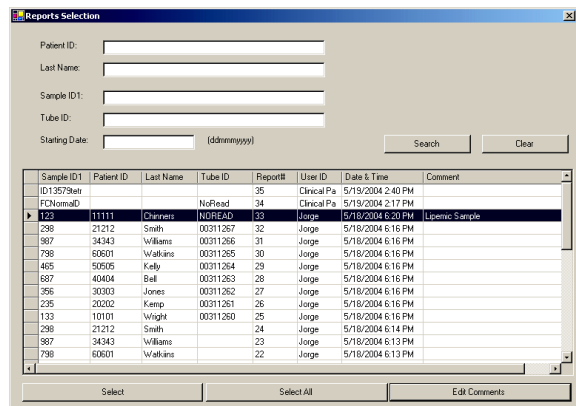 Reports Selection
Patient ID:
Last Name:
Sample ID1:
Tube ID:
Starting Date: (ddmmmyyyy)
Search Clear
Sample ID1 Patient ID Last Name Tube ID Report# User ID Date & Time Comment
ID13579tetr 35 Clinical Pa 5/19/2004 2:40 PM
FCNormalD NoRead 34 Clinical Pa 5/19/2004 2:17 PM
123 11111 Chinners NOREAD 33 Jorge 5/18/2004 6:20 PM Lipemic Sample
298 21212 Smith 00311267 32 Jorge 5/18/2004 6:16 PM
987 34343 Williams 00311266 31 Jorge 5/18/2004 6:16 PM
798 60601 Watkiins 00311265 30 Jorge 5/18/2004 6:16 PM
465 50505 Kelly 00311264 29 Jorge 5/18/2004 6:16 PM
687 40404 Bell 00311263 28 Jorge 5/18/2004 6:16 PM
356 30303 Jones 00311262 27 Jorge 5/18/2004 6:16 PM
235 20202 Kemp 00311261 26 Jorge 5/18/2004 6:16 PM
133 10101 Wright 00311260 25 Jorge 5/18/2004 6:16 PM
298 21212 Smith 24 Jorge 5/18/2004 6:14 PM
987 34343 Williams 23 Jorge 5/18/2004 6:13 PM
798 60601 Watkiins 22 Jorge 5/18/2004 6:13 PM
Select Select All Edit Comments